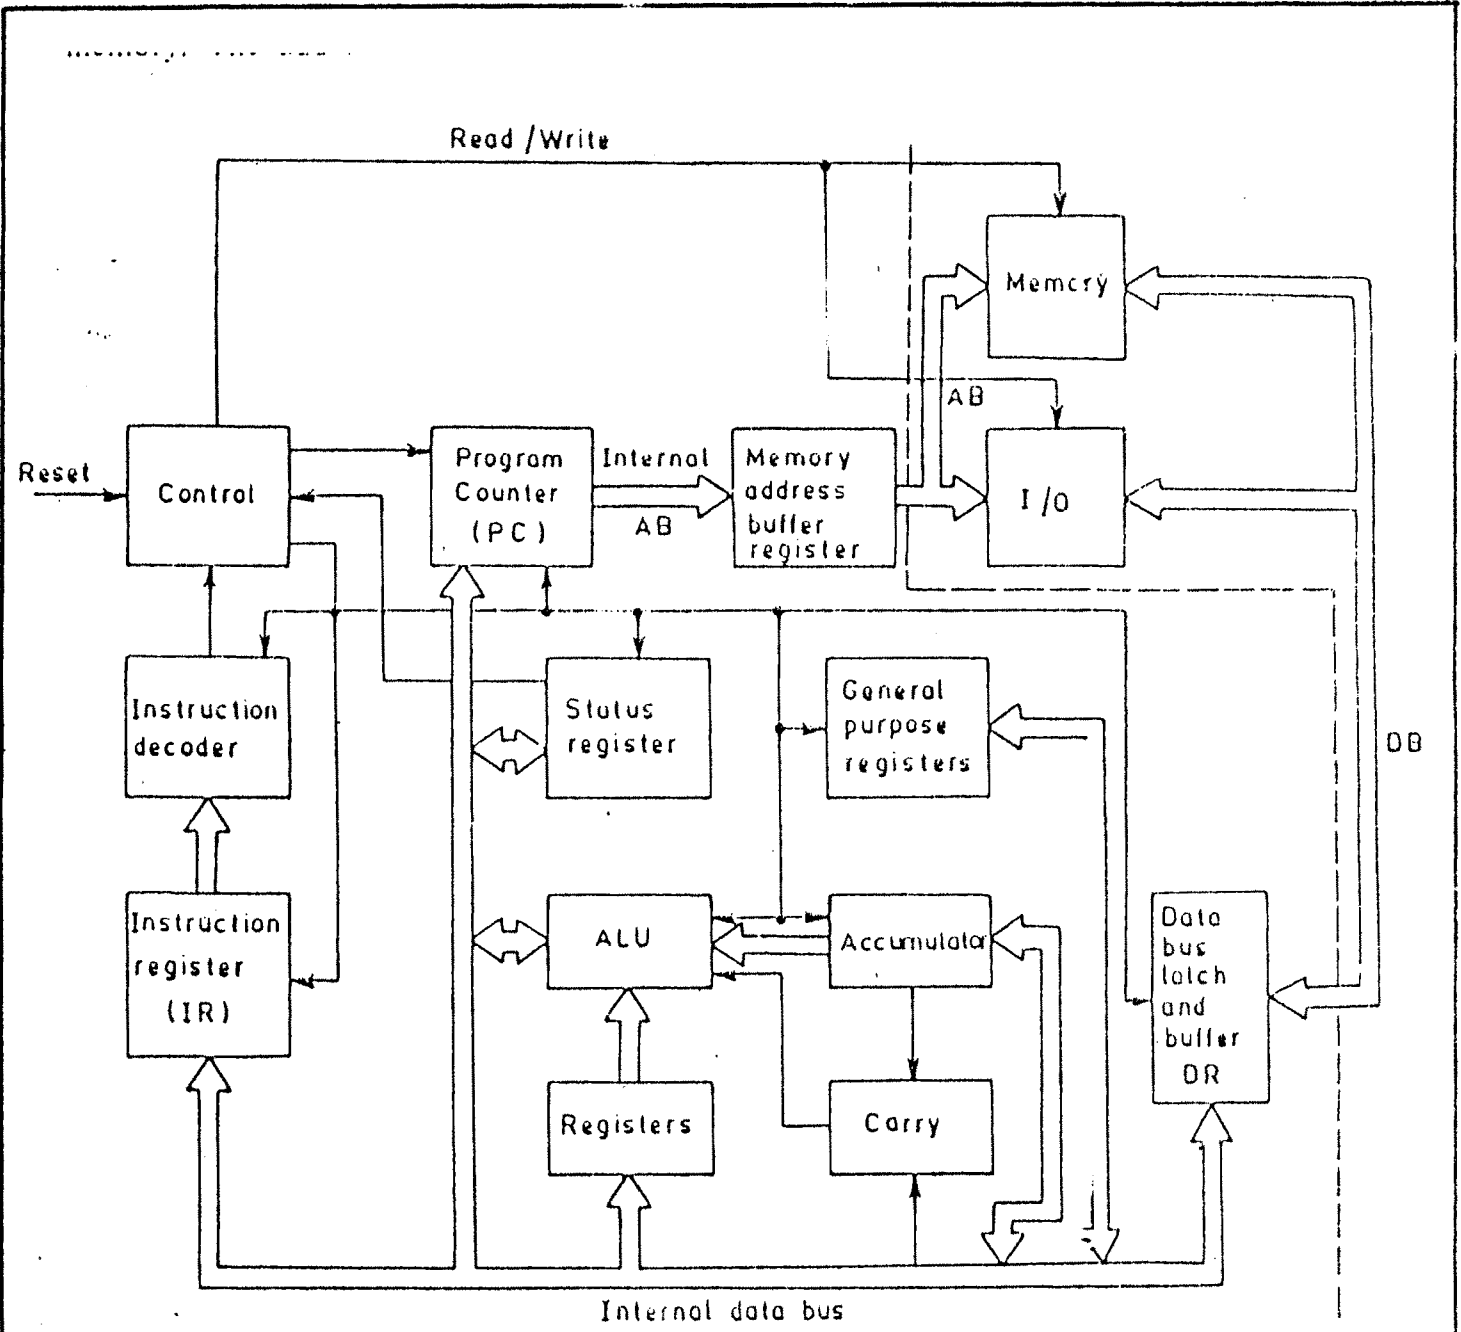 Read/Write
Memory
AB
Reset
Control
Program
Counter
(PC)
Internal
AB
Memory
address
buffer
register
I/O
Instruction
decoder
Status
register
General
purpose
registers
DB
Instruction
register
(IR)
ALU
Accumulator
Data
bus
latch
and
buffer
DR
Registers
Carry
Internal data bus